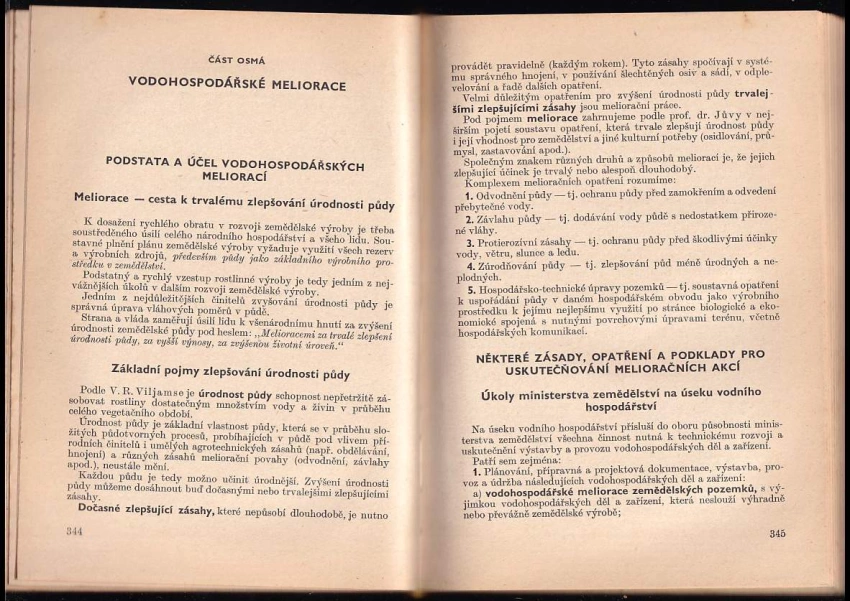 ČÁST OSMÁ
VODOHOSPODÁŘSKÉ MELIORACE
PODSTATA A ÚČEL VODOHOSPODÁŘSKÝCH
MELIORACÍ
Meliorace — cesta k trvalému zlepšování úrodnosti půdy
K dosažení rychlého obratu v rozvoji zemědělské výroby je třeba
soustředěného úsilí celého národního hospodářství a všeho lidu. Sou-
stavné plnění plánu zemědělské výroby vyžaduje využití všech rezerv
a výrobních zdrojů, především půdy jako základního výrobního pro-
středku v zemědělství.
Podstatný a rychlý vzestup rostlinné výroby je tedy jedním z nej-
vážnějších úkolů v dalším rozvoji zemědělské výroby.
Jedním z nejdůležitějších činitelů zvyšování úrodnosti půdy je
správná úprava vláhových poměrů v půdě.
Strana a vláda zaměřují úsilí lidu k všenárodnímu hnutí za zvýšení
úrodnosti zemědělské půdy pod heslem: „Melioracemi za trvalé zlepšení
úrodnosti půdy, za vyšší výnosy, za zvýšenou životní úroveň.“
Základní pojmy zlepšování úrodnosti půdy
Podle V. R. Viljamse je úrodnost půdy schopnost nepřetržitě zá-
sobovat rostliny dostatečným množstvím vody a živin v průběhu
celého vegetačního období.
Úrodnost půdy je základní vlastnost půdy, která se v průběhu slo-
žitých půdotvorných procesů, probíhajících v půdě pod vlivem pří-
rodních činitelů i umělých agrotechnických zásahů (např. obdělávání,
hnojení) a různých zásahů meliorační povahy (odvodnění, závlahy
apod.), neustále mění.
Každou půdu je tedy možno učinit úrodnější. Zvýšení úrodnosti
půdy můžeme dosáhnout buď dočasnými nebo trvalejšími zlepšujícími
zásahy.
Dočasné zlepšující zásahy, které nepůsobí dlouhodobě, je nutno
344
provádět pravidelně (každým rokem). Tyto zásahy spočívají v systé-
mu správného hnojení, v používání šlechtěných osiv a sádí, v odple-
velování a řadě dalších opatření.
Velmi důležitým opatřením pro zvýšení úrodnosti půdy trvalej-
šími zlepšujícími zásahy jsou meliorační práce.
Pod pojmem meliorace zahrnujeme podle prof. dr. Jůvy v nej-
širším pojetí soustavu opatření, která trvale zlepšují úrodnost půdy
i její vhodnost pro zemědělství a jiné kulturní potřeby (osidlování, prů-
mysl, zastavování apod.).
Společným znakem různých druhů a způsobů meliorací je, že jejich
zlepšující účinek je trvalý nebo alespoň dlouhodobý.
Komplexem melioračních opatření rozumíme:
1. Odvodnění půdy — tj. ochranu půdy před zamokřením a odvedení
přebytečné vody.
2. Závlahu půdy — tj. dodávání vody půdě s nedostatkem přiroze-
né vláhy.
3. Protierozivní zásahy — tj. ochranu půdy před škodlivými účinky
vody, větru, slunce a ledu.
4. Zúrodňování půdy — tj. zlepšování půd méně úrodných a ne-
plodných.
5. Hospodářsko-technické úpravy pozemků — tj. soustavná opatření
k uspořádání půdy v daném hospodářském obvodu jako výrobního
prostředku k jejímu nejlepšímu využití po stránce biologické a eko-
nomické spojená s nutnými povrchovými úpravami terénu, včetně
hospodářských komunikací.
NĚKTERÉ ZÁSADY, OPATŘENÍ A PODKLADY PRO
USKUTEČŇOVÁNÍ MELIORAČNÍCH AKCÍ
Úkoly ministerstva zemědělství na úseku vodního
hospodářství
Na úseku vodního hospodářství přísluší do oboru působnosti minis-
terstva zemědělství všechna činnost nutná k technickému rozvoji a
uskutečnění výstavby a provozu vodohospodářských děl a zařízení.
Patří sem zejména:
1. Plánování, přípravná a projektová dokumentace, výstavba, pro-
voz a údržba následujících vodohospodářských děl a zařízení:
a) vodohospodářské meliorace zemědělských pozemků, s vý-
jimkou vodohospodářských děl a zařízení, která neslouží výhradně
nebo převážně zemědělské výrobě;
345